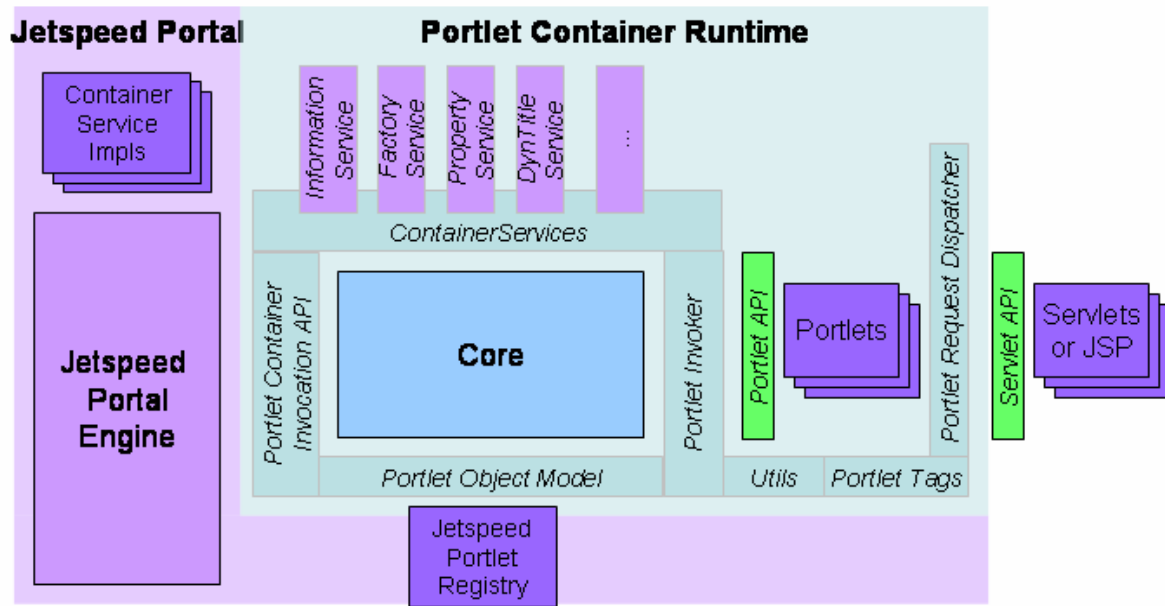 Jetspeed Portal
Portlet Container Runtime
Container
Service
Impls
Information
Service
Factory
Service
Property
Service
DynTitle
Service
...
ContainerServices
Portlet Container
Invocation API
Core
Portlet Invoker
Portlet API
Portlets
Portlet Request Dispatcher
Servlet API
Servlets
or JSP
Jetspeed
Portal
Engine
Portlet Object Model
Utils
Portlet Tags
Jetspeed
Portlet
Registry